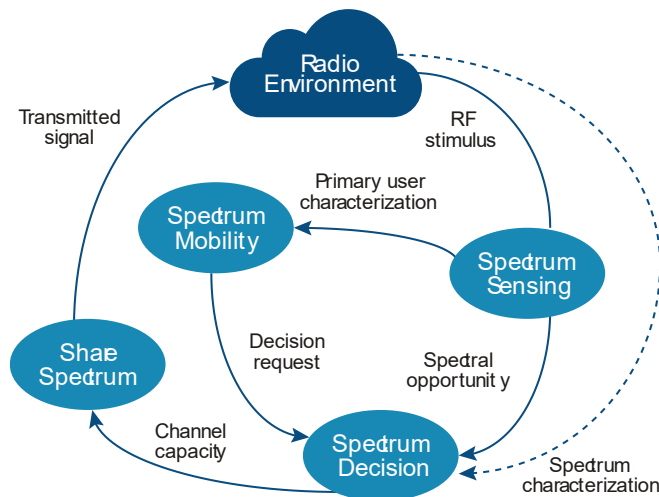 Radio
Environment
Transmitted
signal
RF
stimulus
Primary user
characterization
Spectrum
Mobility
Spectrum
Sensing
Share
Spectrum
Decision
request
Spectral
opportunity
Channel
capacity
Spectrum
Decision
Spectrum
characterization